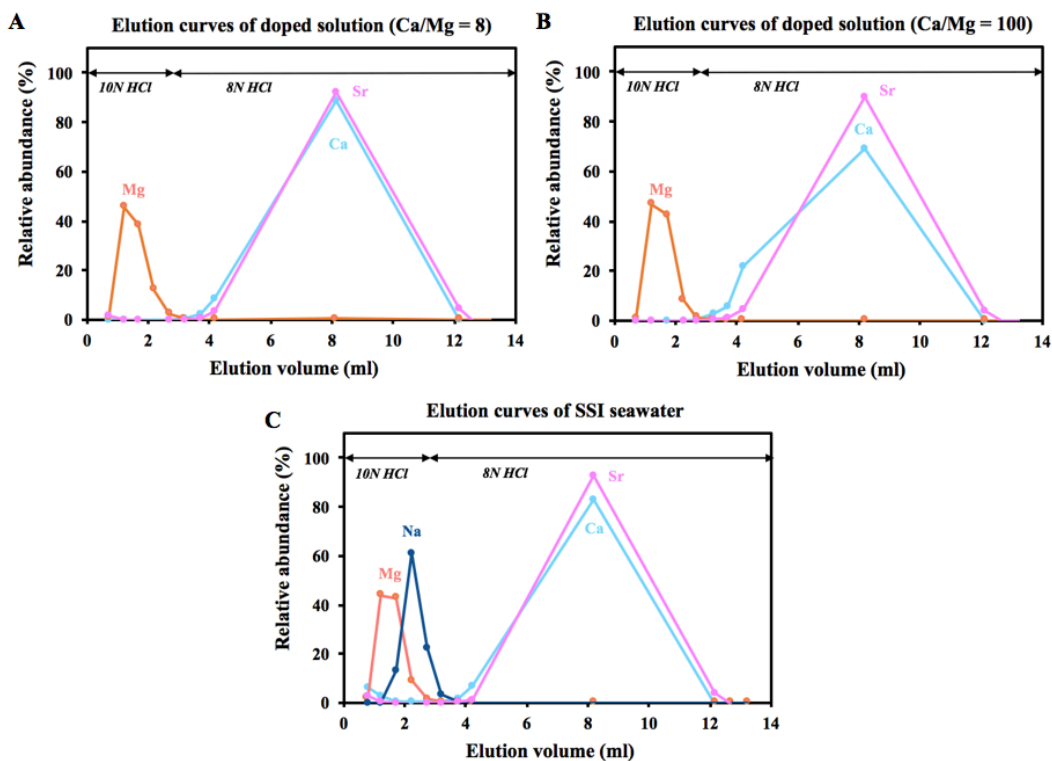 A
Elution curves of doped solution (Ca/Mg = 8)
Relative abundance (%)
100
80
60
40
20
0
10N HCl
8N HCl
Mg
Sr
Ca
0 2 4 6 8 10 12 14
Elution volume (ml)
B
Elution curves of doped solution (Ca/Mg = 100)
Relative abundance (%)
100
80
60
40
20
0
10N HCl
8N HCl
Mg
Sr
Ca
0 2 4 6 8 10 12 14
Elution volume (ml)
C
Elution curves of SSI seawater
Relative abundance (%)
100
80
60
40
20
0
10N HCl
8N HCl
Na
Mg
Sr
Ca
0 2 4 6 8 10 12 14
Elution volume (ml)